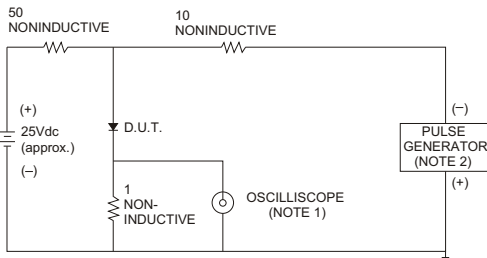 50
NONINDUCTIVE
10
NONINDUCTIVE
(+)
25Vdc
(approx.)
(–)
D.U.T.
1
NON-
INDUCTIVE
OSCILLISCOPE
(NOTE 1)
(–)
PULSE
GENERATOR
(NOTE 2)
(+)